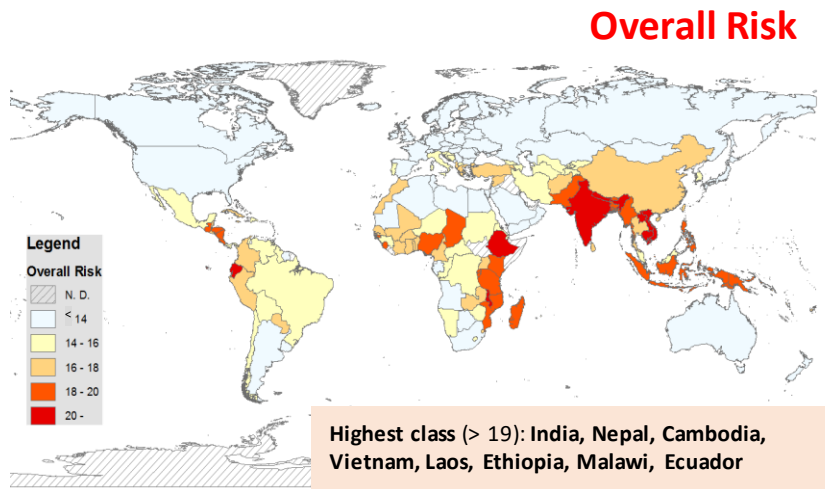 Overall Risk
Legend
Overall Risk
N. D.
< 14
14 - 16
16 - 18
18 - 20
20 -
Highest class (> 19): India, Nepal, Cambodia,
Vietnam, Laos, Ethiopia, Malawi, Ecuador